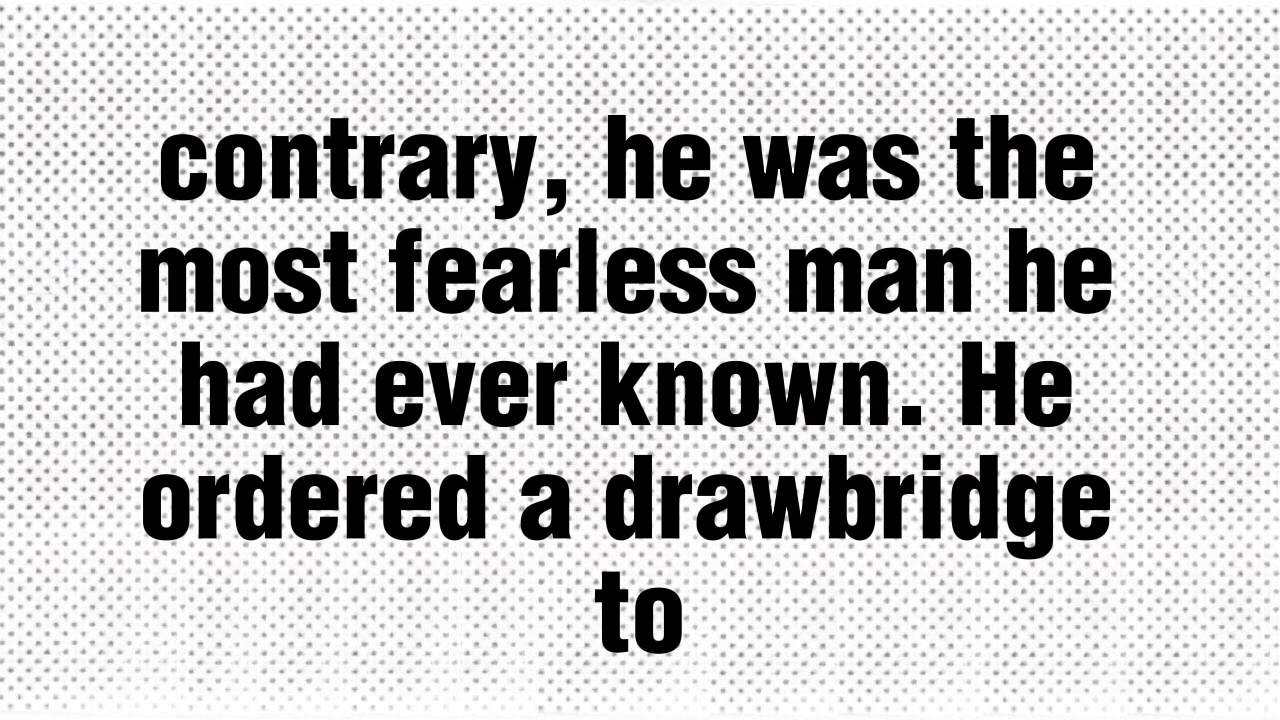 contrary, he was the
most fearless man he
had ever known. He
ordered a drawbridge
to